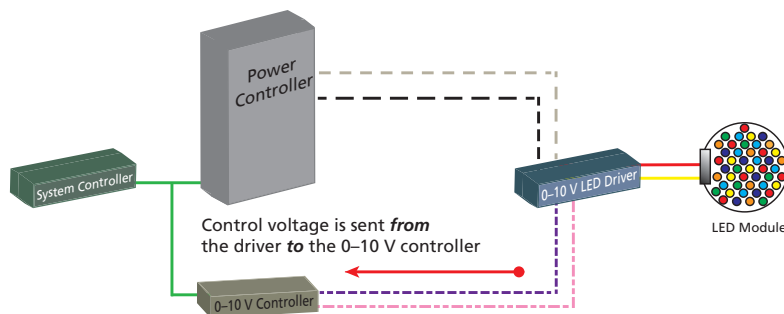 Power
Controller
System Controller
0–10 V LED Driver
LED Module
Control voltage is sent from
the driver to the 0–10 V controller
0–10 V Controller